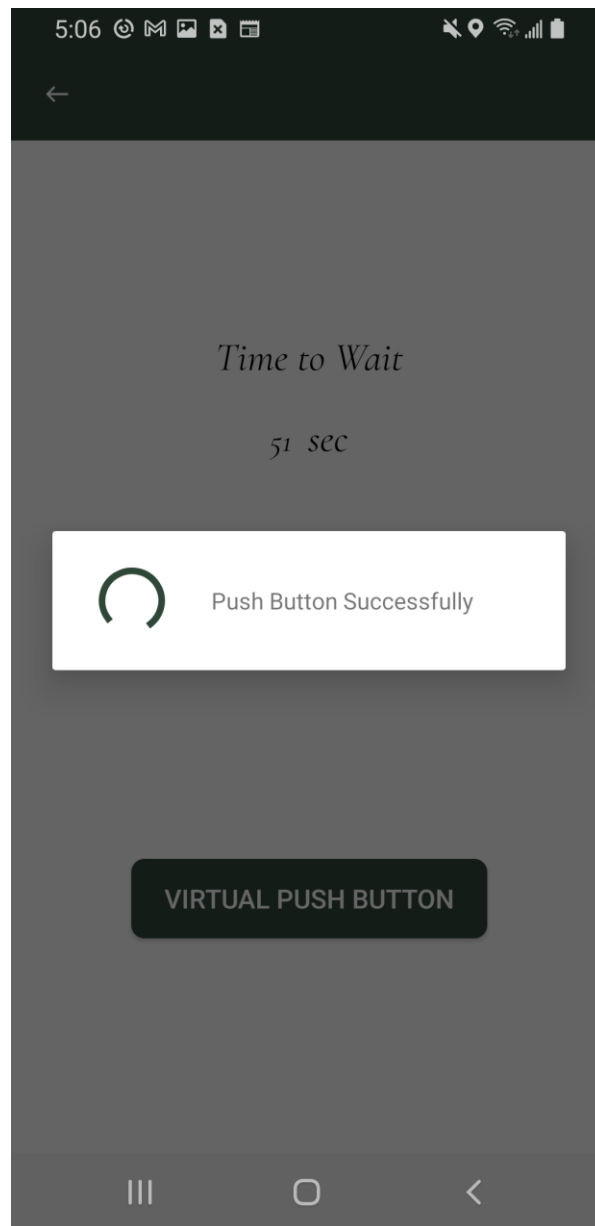 5:06
Time to Wait
51 sec
Push Button Successfully
VIRTUAL PUSH BUTTON